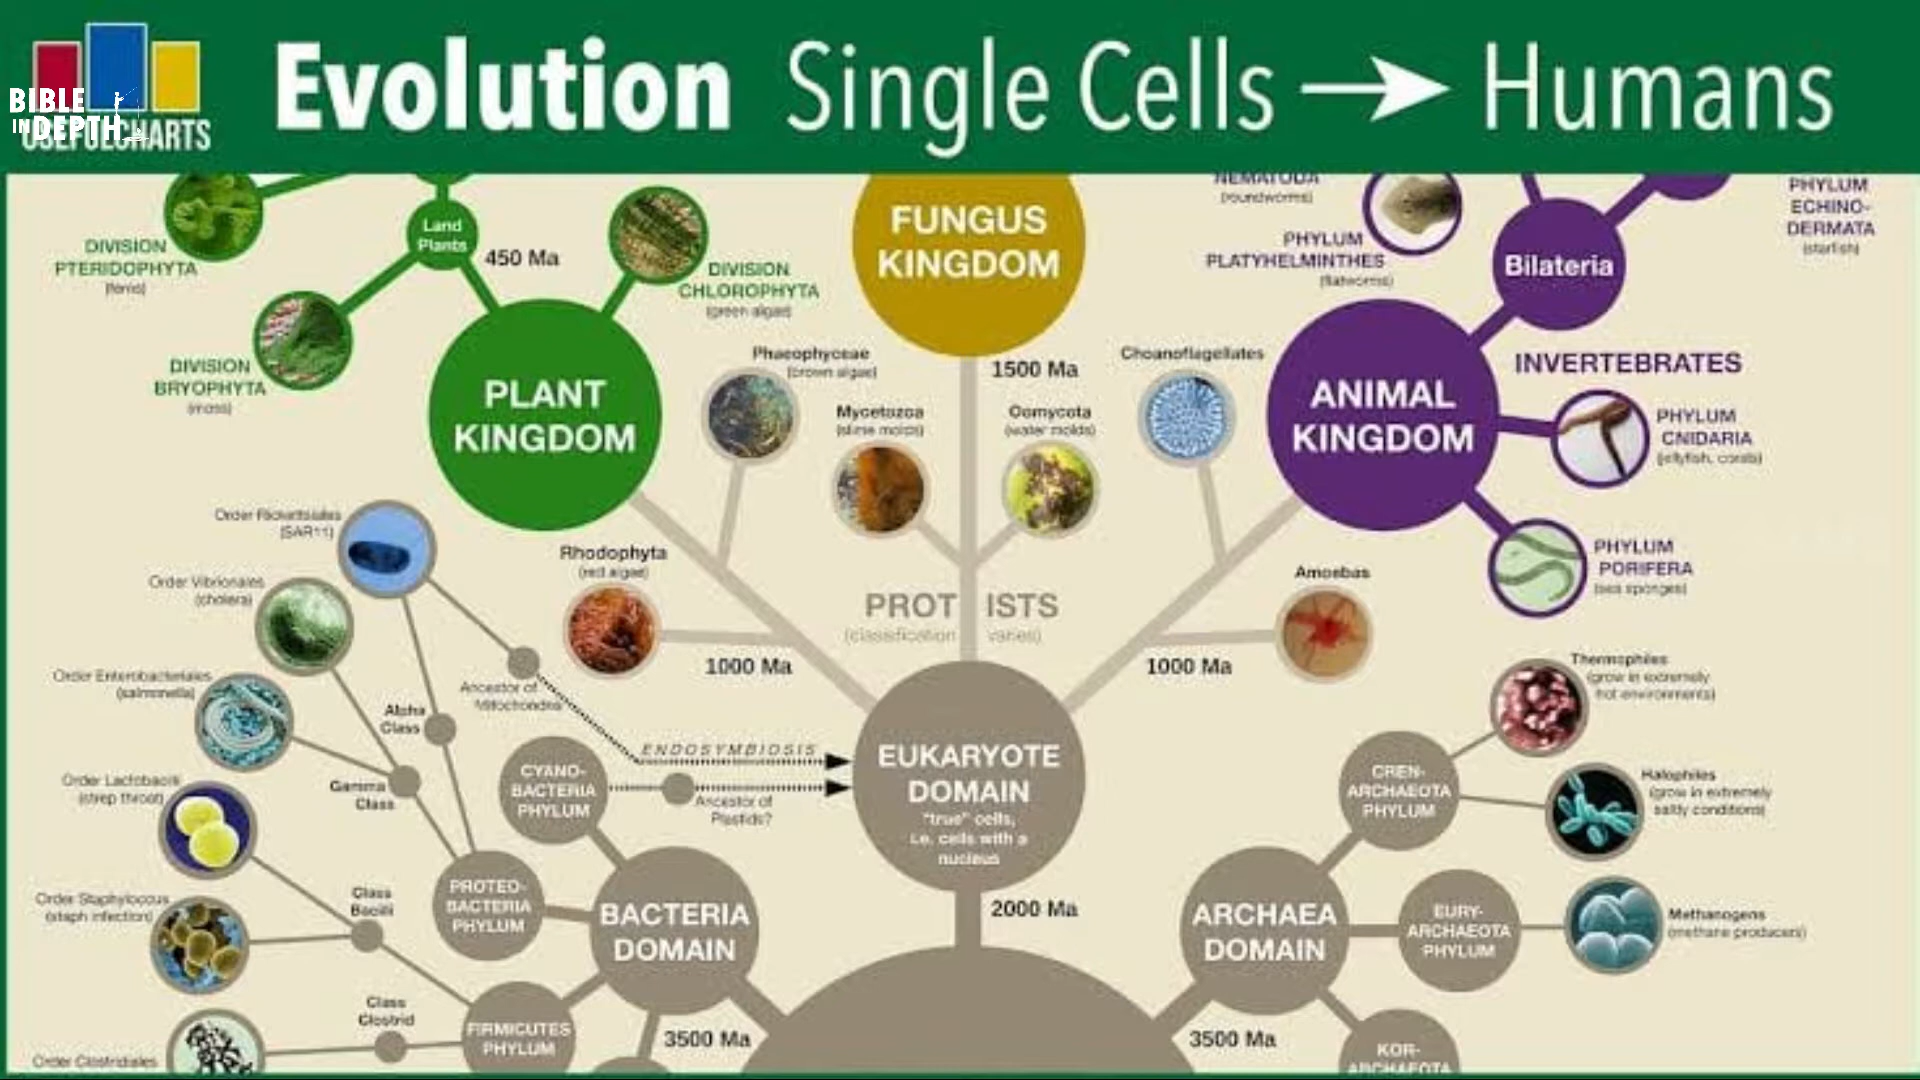 BIBLE
IN DEPTH
USEFULCHARTS
Evolution Single Cells → Humans
NEMATODA
(roundworms)
PHYLUM
ECHINO-
DERMATA
(starfish)
Land
Plants
450 Ma
DIVISION
PTERIDOPHYTA
(ferns)
DIVISION
CHLOROPHYTA
(green algae)
FUNGUS
KINGDOM
PHYLUM
PLATYHELMINTHES
(flatworms)
Bilateria
DIVISION
BRYOPHYTA
(moss)
PLANT
KINGDOM
Phaeophyceae
(brown algae)
Mycetozoa
(slime molds)
1500 Ma
Oomycota
(water molds)
Choanoflagellates
ANIMAL
KINGDOM
INVERTEBRATES
PHYLUM
CNIDARIA
(jellyfish, corals)
PHYLUM
PORIFERA
(sea sponges)
Order Rickettsiales
(SAR11)
Order Vibrionales
(cholera)
Rhodophyta
(red algae)
PROTISTS
(classification varies)
Amoebas
1000 Ma
1000 Ma
Order Enterobacteriales
(salmonella)
Ancestor of
Mitochondria
Alpha
Class
Gamma
Class
ENDOSYMBIOSIS
CYANO-
BACTERIA
PHYLUM
Ancestor of
Plastids?
EUKARYOTE
DOMAIN
"true" cells,
i.e. cells with a
nucleus
CREN-
ARCHAEOTA
PHYLUM
Thermophiles
(grow in extremely
hot environments)
Halophiles
(grow in extremely
salty conditions)
Order Lactobacili
(strep throat)
Order Staphylococcus
(staph infection)
Class
Bacilli
PROTEO-
BACTERIA
PHYLUM
BACTERIA
DOMAIN
2000 Ma
ARCHAEA
DOMAIN
EURY-
ARCHAEOTA
PHYLUM
Methanogens
(methane producers)
Class
Clostrid
Order Clostridiales
FIRMICUTES
PHYLUM
3500 Ma
3500 Ma
KOR-
ARCHAEOTA